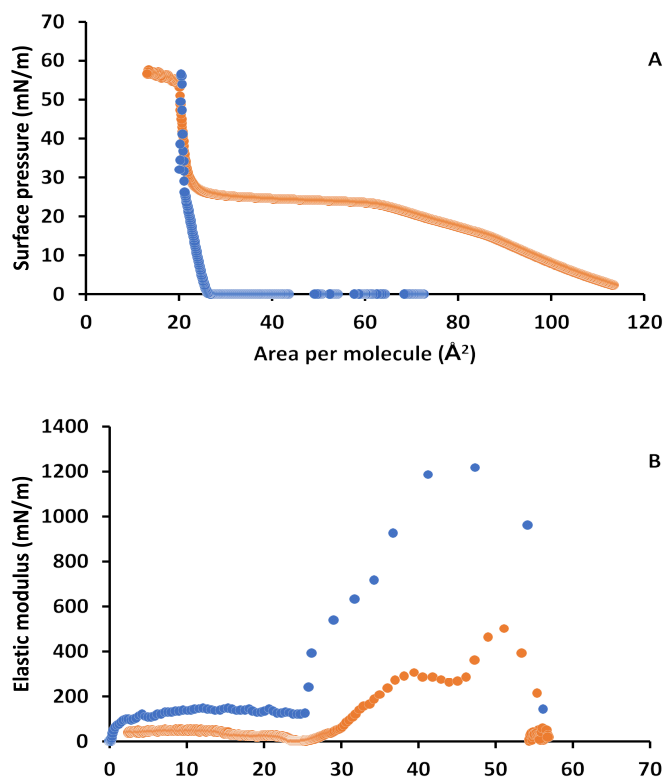 70
A
60
50
40
30
20
10
0
Surface pressure (mN/m)
0 20 40 60 80 100 120
Area per molecule (Å²)
1400
B
1200
1000
800
600
400
200
0
Elastic modulus (mN/m)
0 10 20 30 40 50 60 70